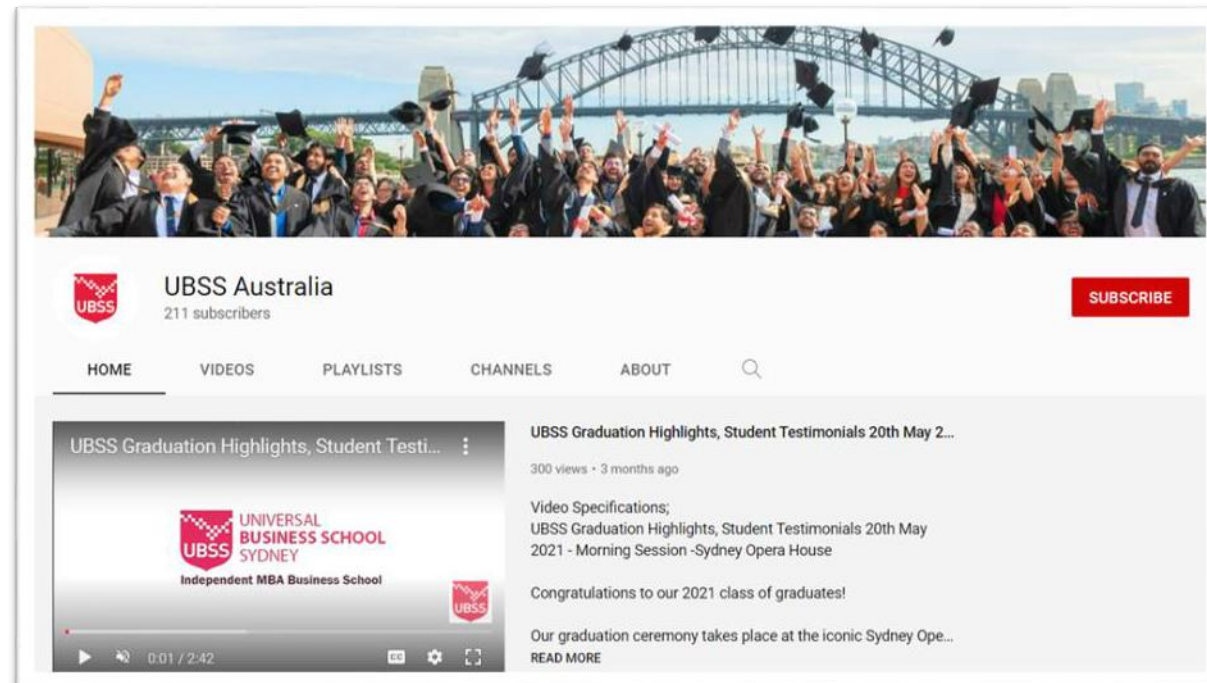 UBSS
UBSS Australia
211 subscribers
SUBSCRIBE
HOME VIDEOS PLAYLISTS CHANNELS ABOUT
UBSS Graduation Highlights, Student Testi...
UBSS
UNIVERSAL
BUSINESS SCHOOL
SYDNEY
Independent MBA Business School
UBSS
0:01 / 2:42
CC
UBSS Graduation Highlights, Student Testimonials 20th May 2...
300 views • 3 months ago
Video Specifications;
UBSS Graduation Highlights, Student Testimonials 20th May
2021 - Morning Session -Sydney Opera House
Congratulations to our 2021 class of graduates!
Our graduation ceremony takes place at the iconic Sydney Ope...
READ MORE